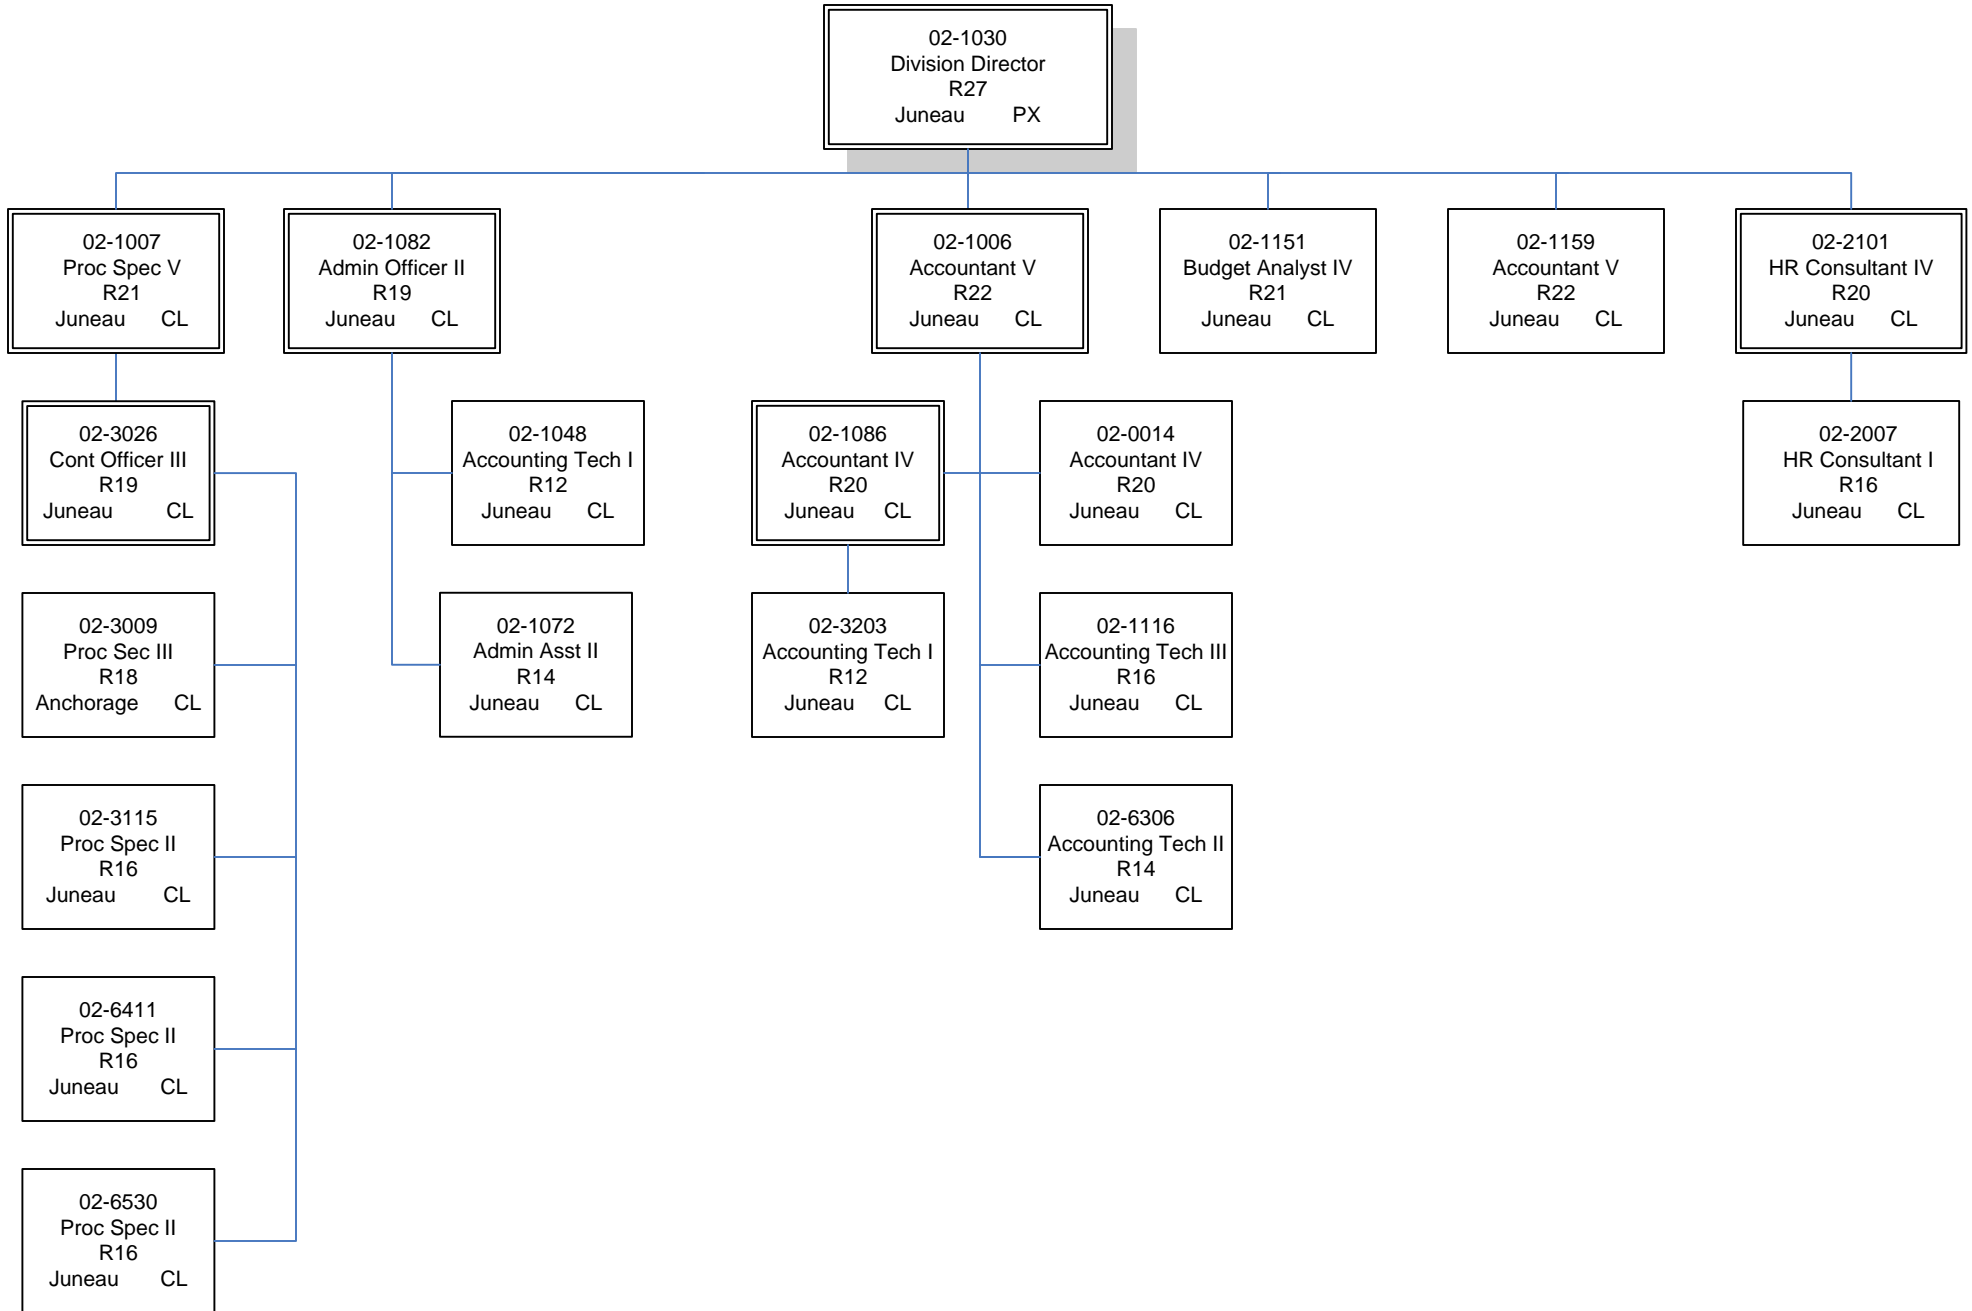 02-1030
Division Director
R27
Juneau PX
02-1007
Proc Spec V
R21
Juneau CL
02-1082
Admin Officer II
R19
Juneau CL
02-1006
Accountant V
R22
Juneau CL
02-1151
Budget Analyst IV
R21
Juneau CL
02-1159
Accountant V
R22
Juneau CL
02-2101
HR Consultant IV
R20
Juneau CL
02-3026
Cont Officer III
R19
Juneau CL
02-1048
Accounting Tech I
R12
Juneau CL
02-1086
Accountant IV
R20
Juneau CL
02-0014
Accountant IV
R20
Juneau CL
02-2007
HR Consultant I
R16
Juneau CL
02-3009
Proc Sec III
R18
Anchorage CL
02-1072
Admin Asst II
R14
Juneau CL
02-3203
Accounting Tech I
R12
Juneau CL
02-1116
Accounting Tech III
R16
Juneau CL
02-3115
Proc Spec II
R16
Juneau CL
02-6306
Accounting Tech II
R14
Juneau CL
02-6411
Proc Spec II
R16
Juneau CL
02-6530
Proc Spec II
R16
Juneau CL